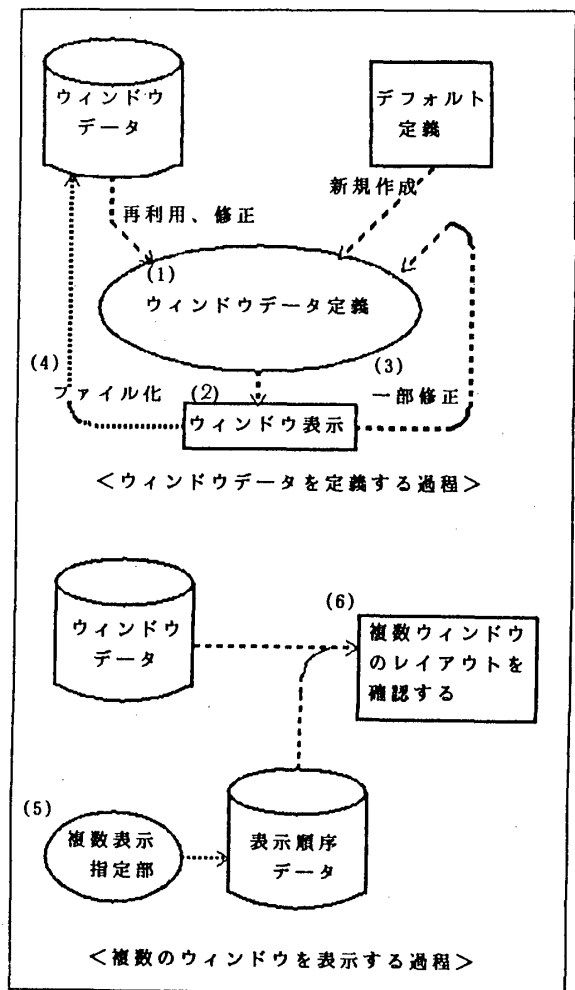 ウィンドウ
データ
デフォルト
定義
新規作成
再利用、修正
(1)
ウィンドウデータ定義
(4)
ファイル化
(2)
ウィンドウ表示
(3)
一部修正
<ウィンドウデータを定義する過程>
ウィンドウ
データ
(6)
複数ウィンドウ
のレイアウトを
確認する
(5)
複数表示
指定部
表示順序
データ
<複数のウィンドウを表示する過程>